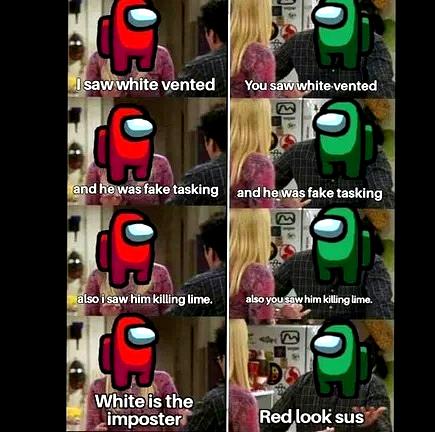 I saw white vented
You saw white vented
and he was fake tasking
and he was fake tasking
also i saw him killing lime.
also you saw him killing lime.
White is the
imposter
Red look sus